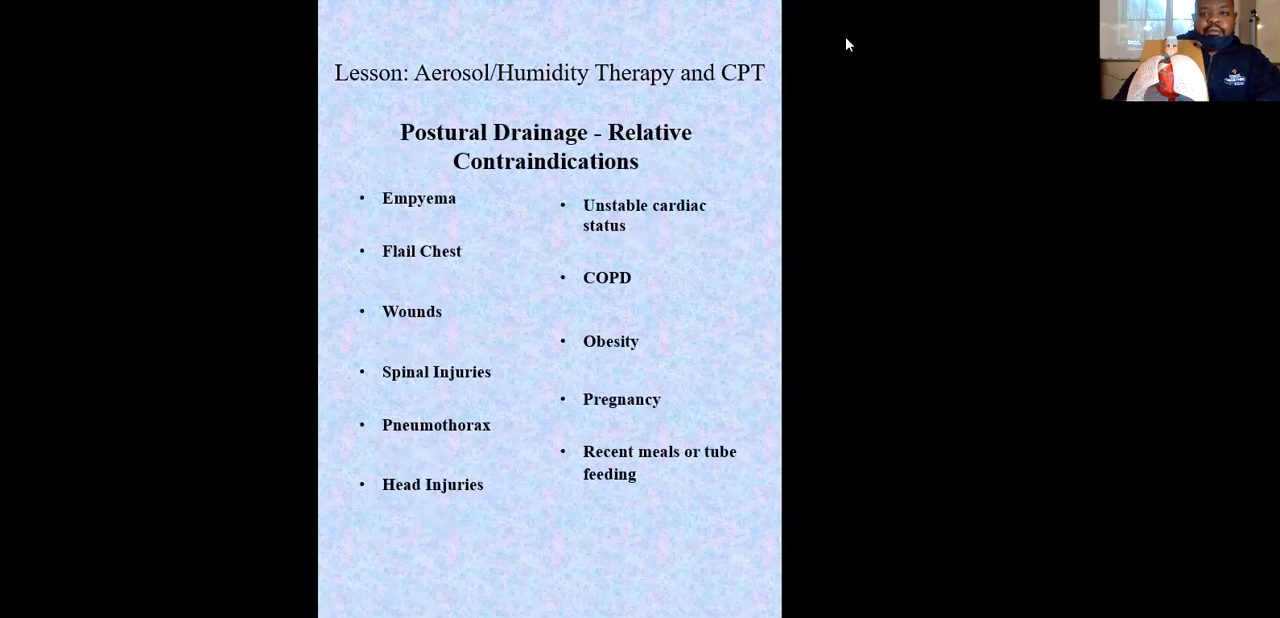 Lesson: Aerosol/Humidity Therapy and CPT
Postural Drainage - Relative
Contraindications
• Empyema
• Flail Chest
• Wounds
• Spinal Injuries
• Pneumothorax
• Head Injuries
• Unstable cardiac
status
• COPD
• Obesity
• Pregnancy
• Recent meals or tube
feeding